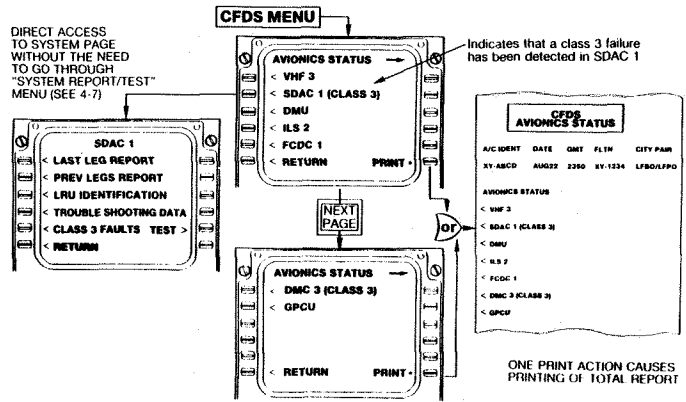 CFDS MENU
DIRECT ACCESS
TO SYSTEM PAGE
WITHOUT THE NEED
TO GO THROUGH
"SYSTEM REPORT/TEST"
MENU (SEE 4-7)
AVIONICS STATUS →
< VHF 3
< SDAC 1 (CLASS 3)
< DMU
< ILS 2
< FCDC 1
< RETURN PRINT *
Indicates that a class 3 failure
has been detected in SDAC 1
SDAC 1
< LAST LEG REPORT
< PREV LEGS REPORT
< LRU IDENTIFICATION
< TROUBLE SHOOTING DATA
< CLASS 3 FAULTS TEST >
< RETURN
NEXT
PAGE
or
AVIONICS STATUS →
< DMC 3 (CLASS 3)
< GPCU
< RETURN PRINT *
CFDS
AVIONICS STATUS
A/C IDENT DATE GMT FLTN CITY PAIR
XY-ABCD AUG22 2350 XY-1234 LFBO/LFPO
AVIONICS STATUS
< VHF 3
< SDAC 1 (CLASS 3)
< DMU
< ILS 2
< FCDC 1
< DMC 3 (CLASS 3)
< GPCU
ONE PRINT ACTION CAUSES
PRINTING OF TOTAL REPORT